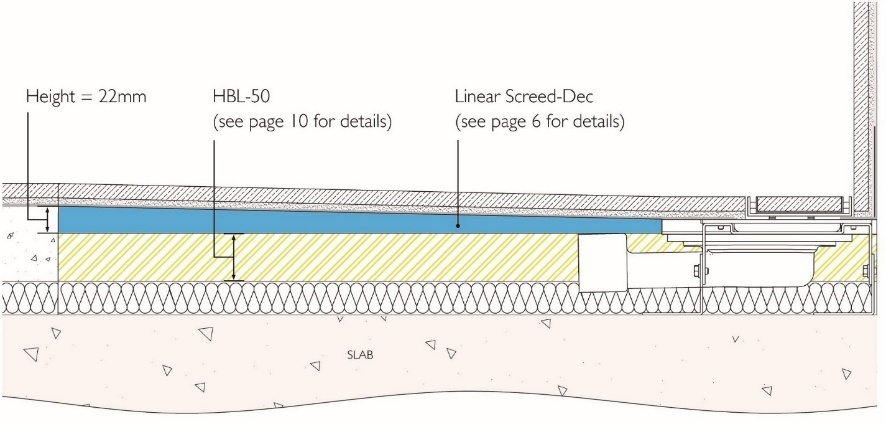 Height = 22mm
HBL-50
(see page 10 for details)
Linear Screed-Dec
(see page 6 for details)
SLAB